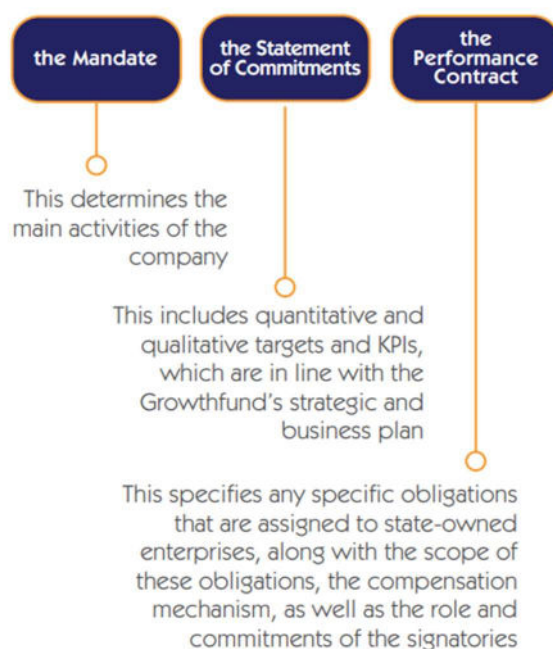 the Mandate
the Statement
of Commitments
the
Performance
Contract
This determines the
main activities of the
company
This includes quantitative and
qualitative targets and KPIs,
which are in line with the
Growthfund's strategic and
business plan
This specifies any specific obligations
that are assigned to state-owned
enterprises, along with the scope of
these obligations, the compensation
mechanism, as well as the role and
commitments of the signatories